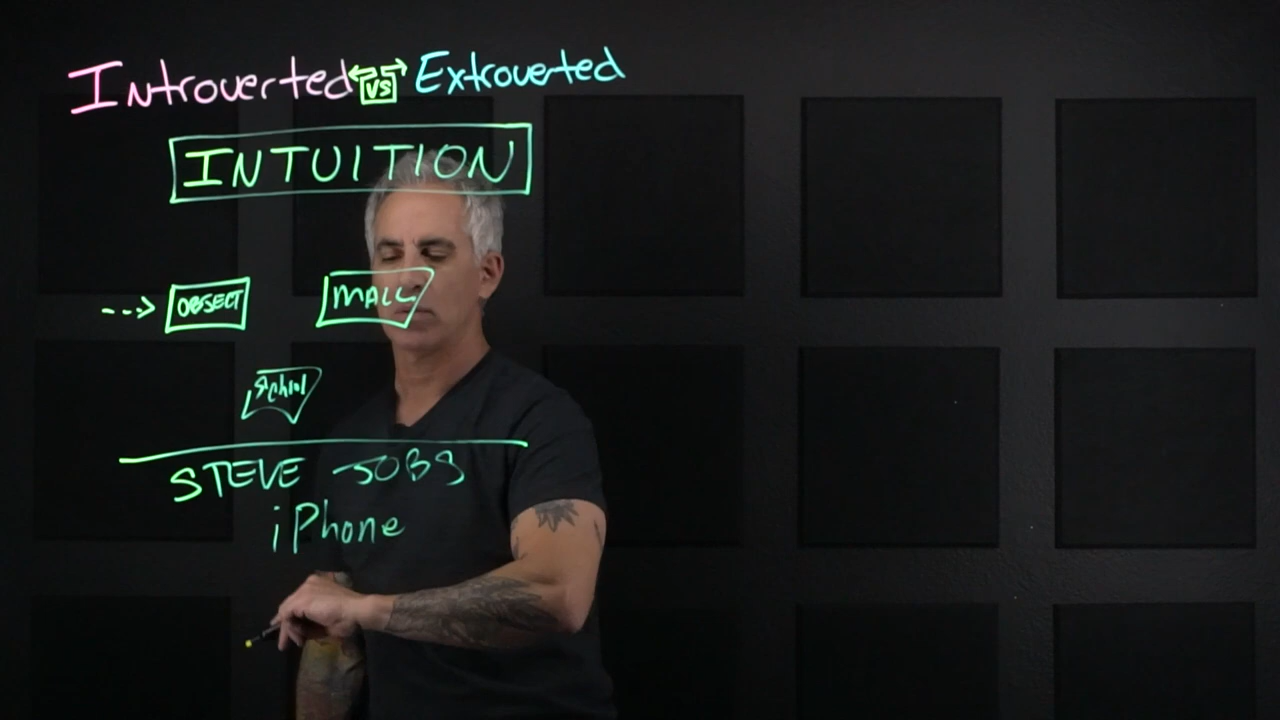 Introverted VS Extroverted
INTUITION
OBJECT MALL
School
STEVE JOBS
iPhone